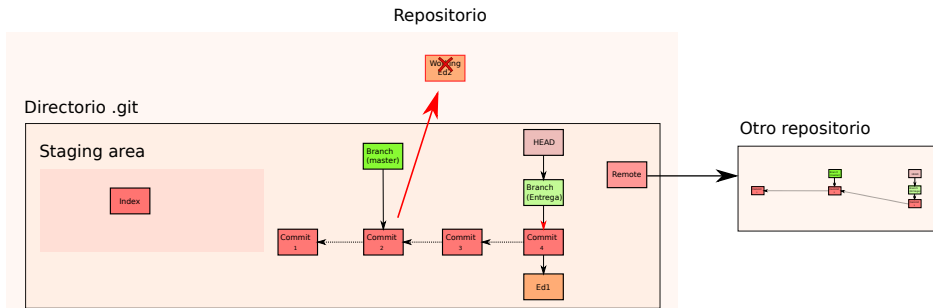 Repositorio
Working
Ed2
Directorio .git
Otro repositorio
Staging area
Branch
(master)
HEAD
Remote
Index
Branch
(Entrega)
Commit
1
Commit
2
Commit
3
Commit
4
Ed1